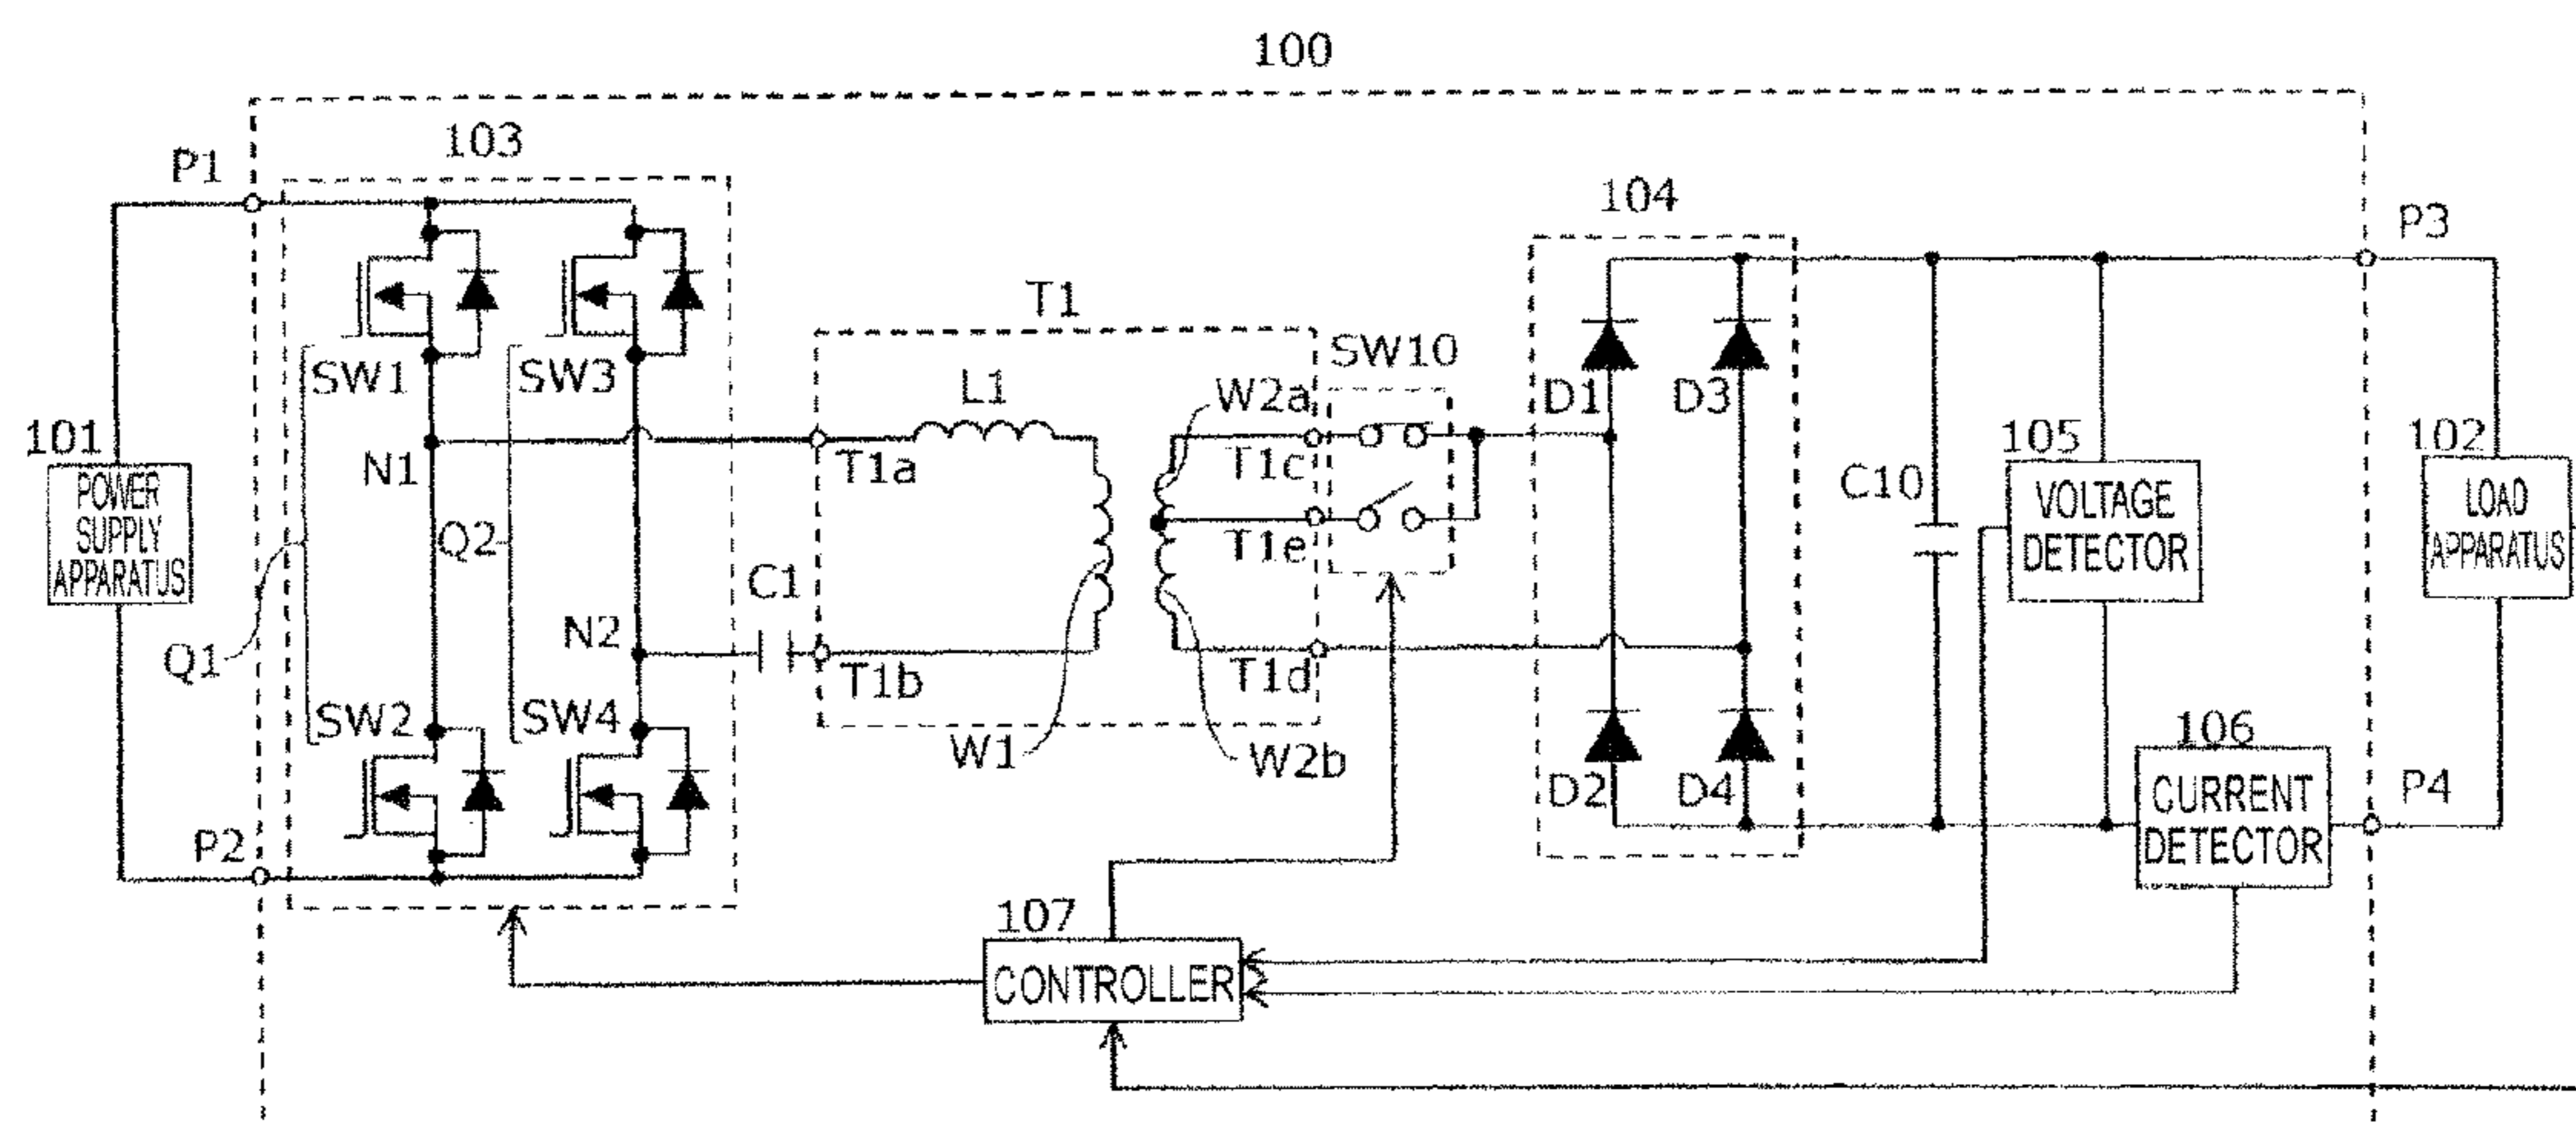 100
103
P1
104
P3
T1
SW10
SW1
SW3
L1
W2a
D1
D3
101
N1
T1a
T1c
105
102
POWER
SUPPLY
APPARATUS
Q2
T1e
C10
VOLTAGE
DETECTOR
LOAD
APPARATUS
C1
N2
Q1
T1b
T1d
SW2
SW4
W1
W2b
106
D2
D4
CURRENT
DETECTOR
P4
P2
107
CONTROLLER